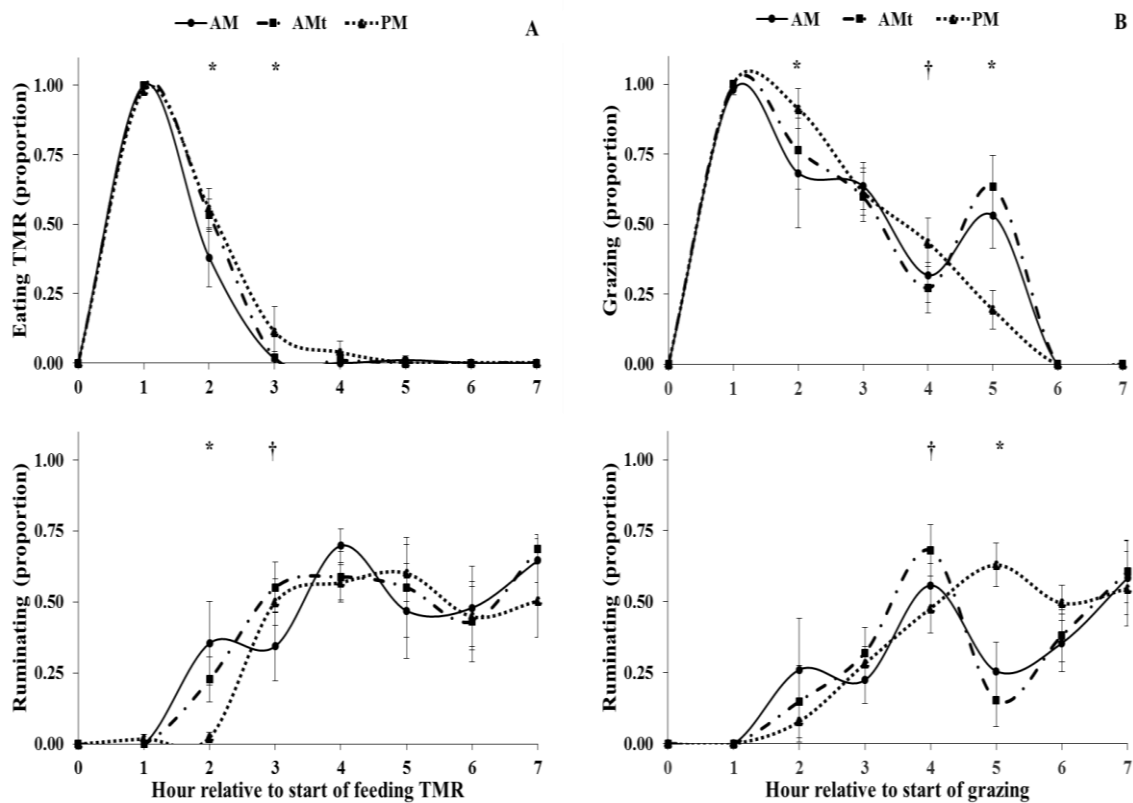 AM AMt PM
A
* *
Eating TMR (proportion)
1.00
0.75
0.50
0.25
0.00
0 1 2 3 4 5 6 7
AM AMt PM
B
* † *
Grazing (proportion)
1.00
0.75
0.50
0.25
0.00
0 1 2 3 4 5 6 7
* †
Ruminating (proportion)
1.00
0.75
0.50
0.25
0.00
0 1 2 3 4 5 6 7
Hour relative to start of feeding TMR
† *
Ruminating (proportion)
1.00
0.75
0.50
0.25
0.00
0 1 2 3 4 5 6 7
Hour relative to start of grazing